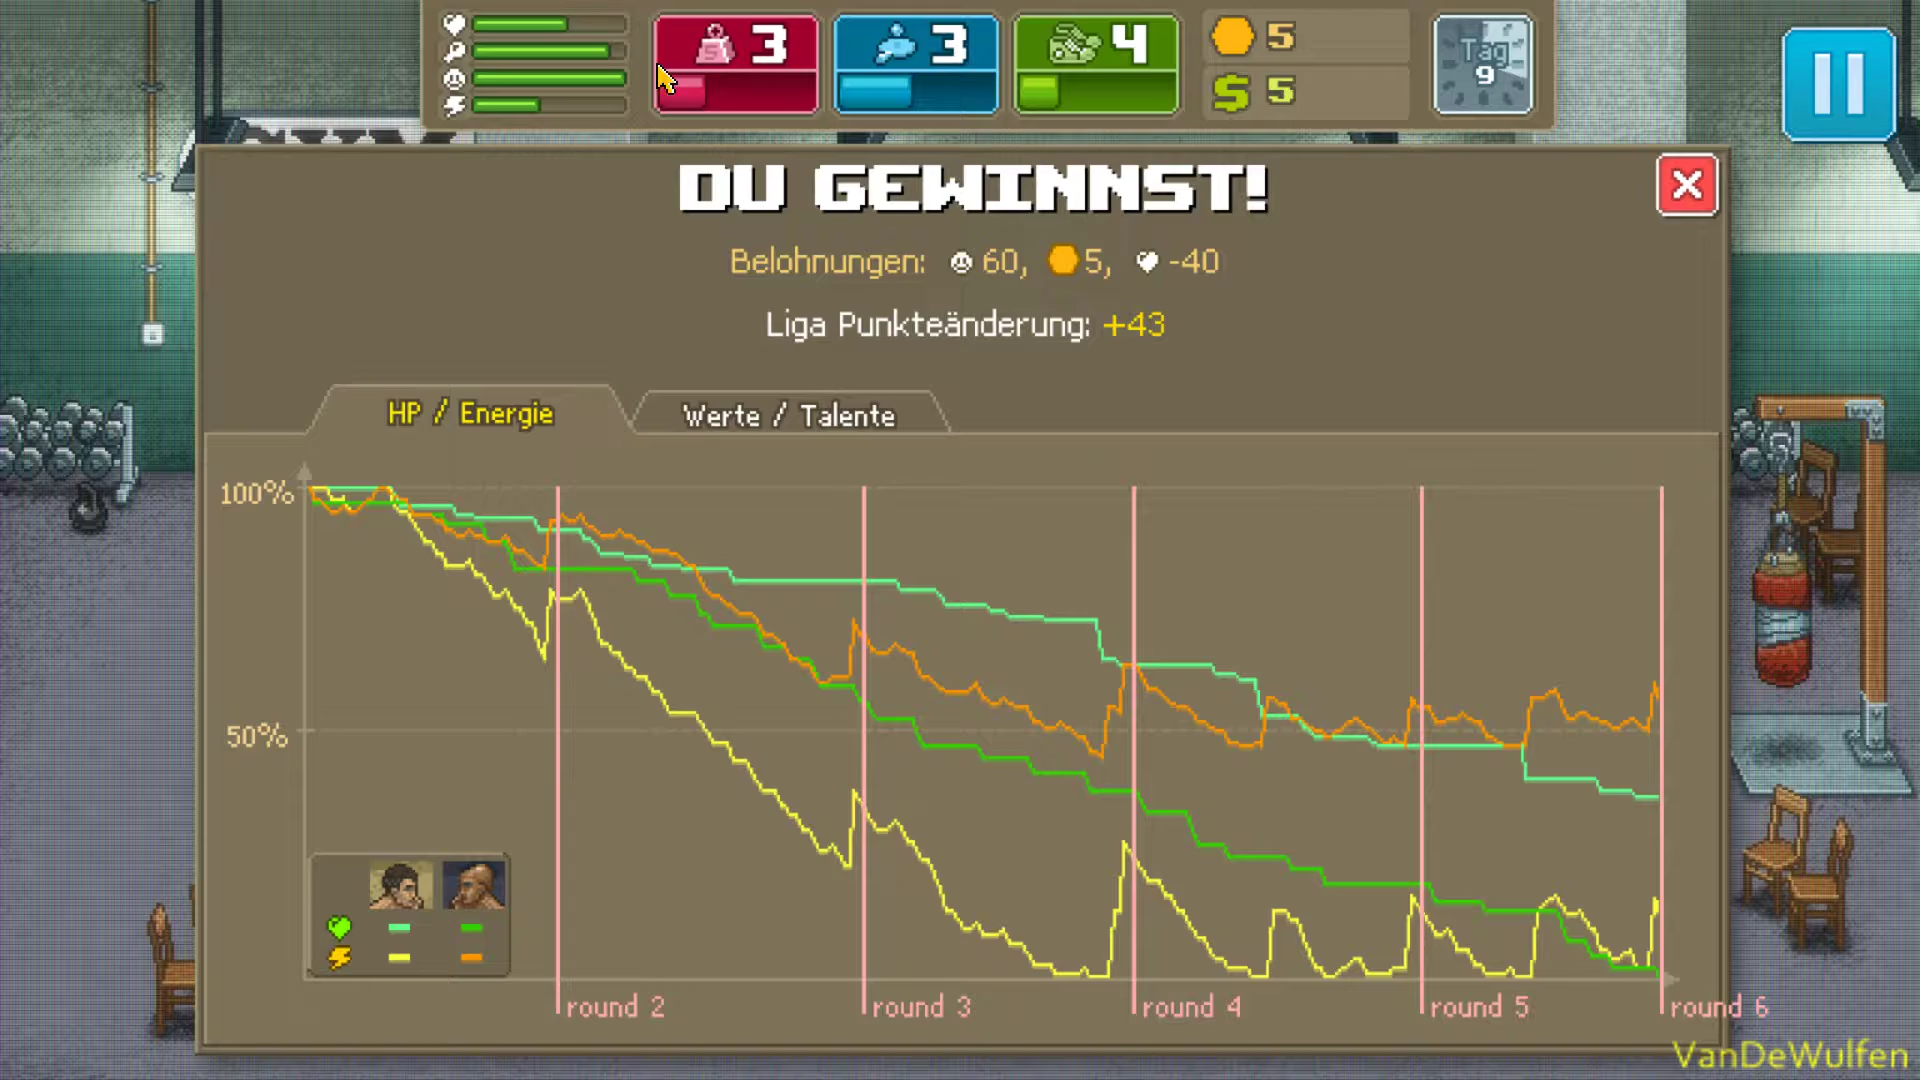 3
3
4
5
5
Tag
9
DU GEWINNST!
Belohnungen: 60, 5, -40
Liga Punkteänderung: +43
HP / Energie
Werte / Talente
100%
50%
round 2
round 3
round 4
round 5
round 6
VanDeWulfen